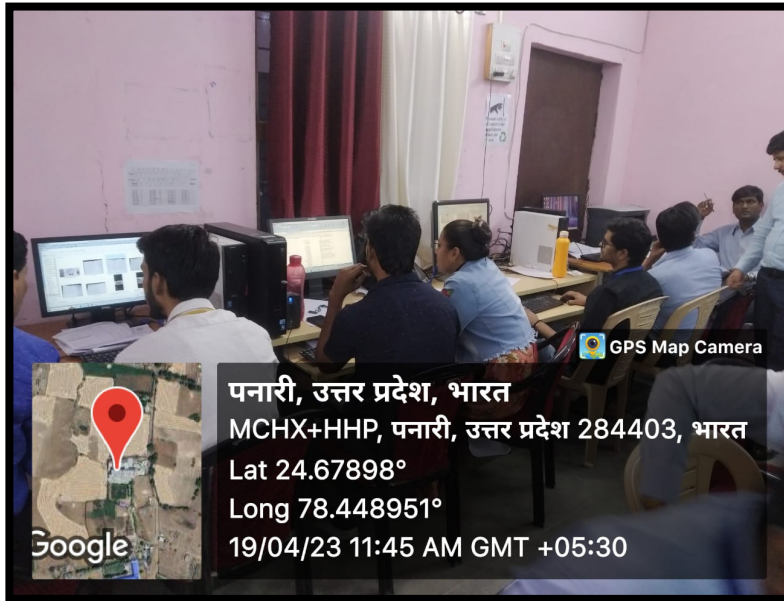 GPS Map Camera
पनारी, उत्तर प्रदेश, भारत
MCHX+HHP, पनारी, उत्तर प्रदेश 284403, भारत
Lat 24.67898°
Long 78.448951°
19/04/23 11:45 AM GMT +05:30
Google